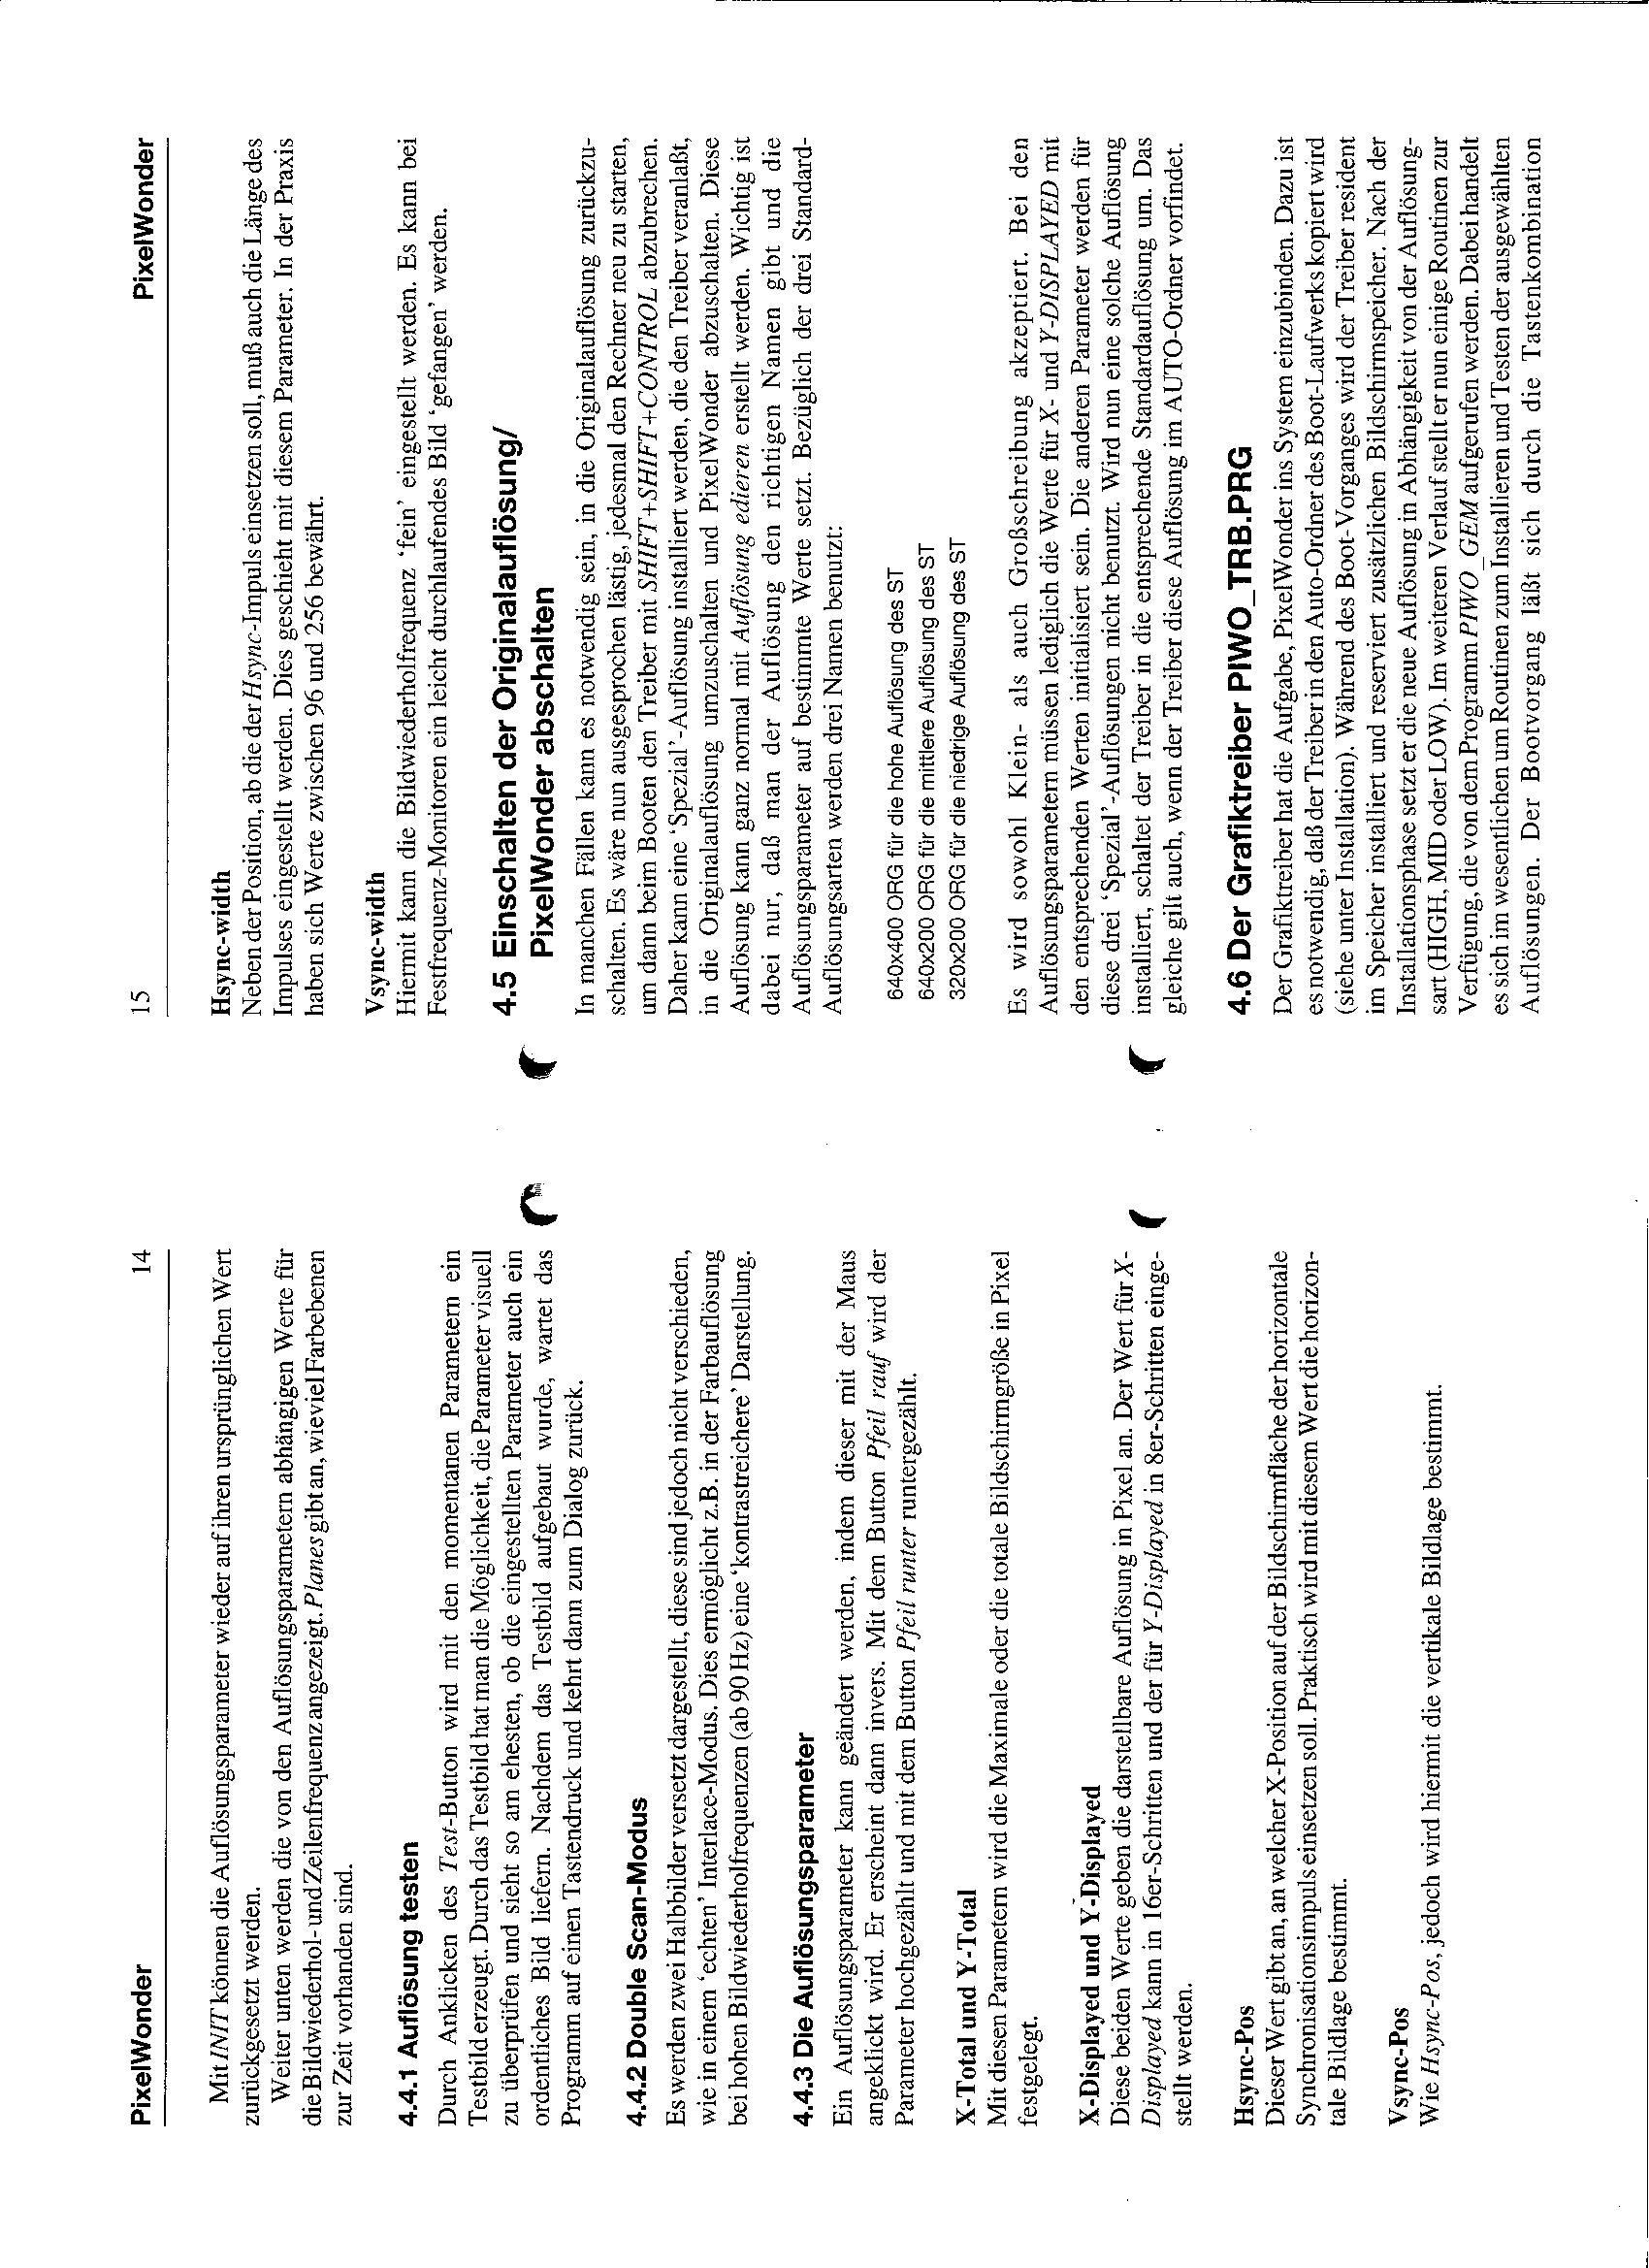 PixelWonder 14
Mit INIT können die Auflösungsparameter wieder auf ihren ursprünglichen Wert
zurückgesetzt werden.
Weiter unten werden die von den Auflösungsparametern abhängigen Werte für
die Bildwiederhol- und Zeilenfrequenz angezeigt. Planes gibt an, wieviel Farbebenen
zur Zeit vorhanden sind.
4.4.1 Auflösung testen
Durch Anklicken des Test-Button wird mit den momentanen Parametern ein
Testbild erzeugt. Durch das Testbild hat man die Möglichkeit, die Parameter visuell
zu überprüfen und sieht so am ehesten, ob die eingestellten Parameter auch ein
ordentliches Bild liefern. Nachdem das Testbild aufgebaut wurde, wartet das
Programm auf einen Tastendruck und kehrt dann zum Dialog zurück.
4.4.2 Double Scan-Modus
Es werden zwei Halbbilder versetzt dargestellt, diese sind jedoch nicht verschieden,
wie in einem ‘echten’ Interlace-Modus. Dies ermöglicht z.B. in der Farbauflösung
bei hohen Bildwiederholfrequenzen (ab 90 Hz) eine ‘kontrastreichere’ Darstellung.
4.4.3 Die Auflösungsparameter
Ein Auflösungsparameter kann geändert werden, indem dieser mit der Maus
angeklickt wird. Er erscheint dann invers. Mit dem Button Pfeil rauf wird der
Parameter hochgezählt und mit dem Button Pfeil runter runtergezählt.
X-Total und Y-Total
Mit diesen Parametern wird die Maximale oder die totale Bildschirmgröße in Pixel
festgelegt.
X-Displayed und Y-Displayed
Diese beiden Werte geben die darstellbare Auflösung in Pixel an. Der Wert für X-
Displayed kann in 16er-Schritten und der für Y-Displayed in 8er-Schritten einge-
stellt werden.
Hsync-Pos
Dieser Wert gibt an, an welcher X-Position auf der Bildschirmfläche der horizontale
Synchronisationsimpuls einsetzen soll. Praktisch wird mit diesem Wert die horizon-
tale Bildlage bestimmt.
Vsync-Pos
Wie Hsync-Pos, jedoch wird hiermit die vertikale Bildlage bestimmt.
15 PixelWonder
Hsync-width
Neben der Position, ab die der Hsync-Impuls einsetzen soll, muß auch die Länge des
Impulses eingestellt werden. Dies geschieht mit diesem Parameter. In der Praxis
haben sich Werte zwischen 96 und 256 bewährt.
Vsync-width
Hiermit kann die Bildwiederholfrequenz ‘fein’ eingestellt werden. Es kann bei
Festfrequenz-Monitoren ein leicht durchlaufendes Bild ‘gefangen’ werden.
4.5 Einschalten der Originalauflösung/
PixelWonder abschalten
In manchen Fällen kann es notwendig sein, in die Originalauflösung zurückzu-
schalten. Es wäre nun ausgesprochen lästig, jedesmal den Rechner neu zu starten,
um dann beim Booten den Treiber mit SHIFT+SHIFT+CONTROL abzubrechen.
Daher kann eine ‘Spezial’-Auflösung installiert werden, die den Treiber veranlaßt,
in die Originalauflösung umzuschalten und PixelWonder abzuschalten. Diese
Auflösung kann ganz normal mit Auflösung edieren erstellt werden. Wichtig ist
dabei nur, daß man der Auflösung den richtigen Namen gibt und die
Auflösungsparameter auf bestimmte Werte setzt. Bezüglich der drei Standard-
Auflösungsarten werden drei Namen benutzt:
640x400 ORG für die hohe Auflösung des ST
640x200 ORG für die mittlere Auflösung des ST
320x200 ORG für die niedrige Auflösung des ST
Es wird sowohl Klein- als auch Großschreibung akzeptiert. Bei den
Auflösungsparametern müssen lediglich die Werte für X- und Y-DISPLAYED mit
den entsprechenden Werten initialisiert sein. Die anderen Parameter werden für
diese drei ‘Spezial’-Auflösungen nicht benutzt. Wird nun eine solche Auflösung
installiert, schaltet der Treiber in die entsprechende Standardauflösung um. Das
gleiche gilt auch, wenn der Treiber diese Auflösung im AUTO-Ordner vorfindet.
4.6 Der Grafiktreiber PIWO_TRB.PRG
Der Grafiktreiber hat die Aufgabe, PixelWonder ins System einzubinden. Dazu ist
es notwendig, daß der Treiber in den Auto-Ordner des Boot-Laufwerks kopiert wird
(siehe unter Installation). Während des Boot-Vorganges wird der Treiber resident
im Speicher installiert und reserviert zusätzlichen Bildschirmspeicher. Nach der
Installationsphase setzt er die neue Auflösung in Abhängigkeit von der Auflösung-
sart (HIGH, MID oder LOW). Im weiteren Verlauf stellt er nun einige Routinen zur
Verfügung, die von dem Programm PIWO_GEM aufgerufen werden. Dabei handelt
es sich im wesentlichen um Routinen zum Installieren und Testen der ausgewählten
Auflösungen. Der Bootvorgang läßt sich durch die Tastenkombination